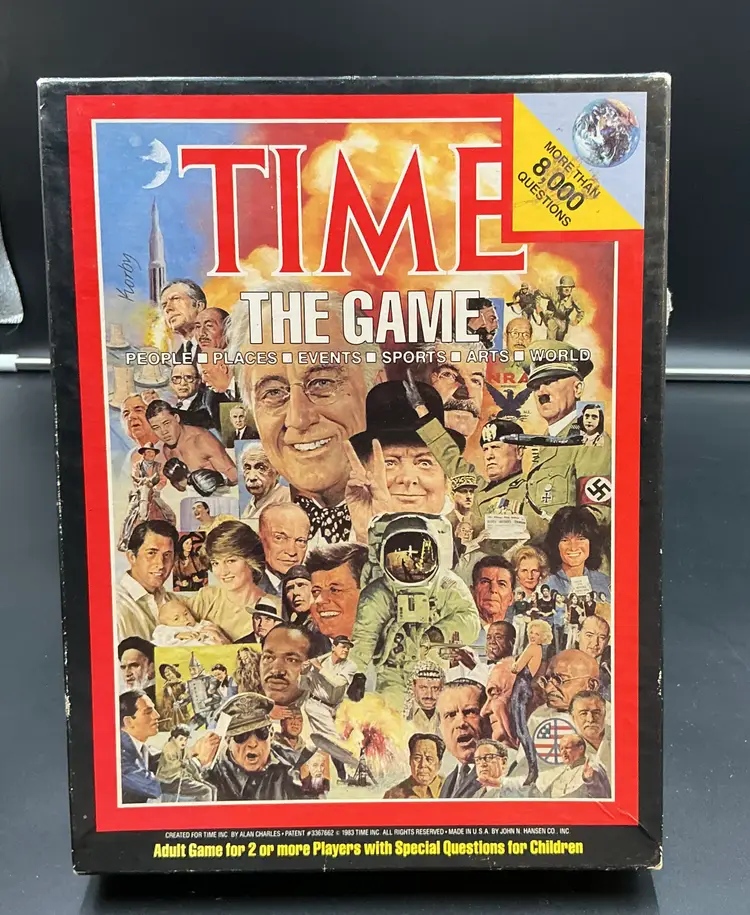 TIME
MORE THAN
8,000
QUESTIONS
Korby
THE GAME
PEOPLE ■ PLACES ■ EVENTS ■ SPORTS ■ ARTS ■ WORLD
NRA
CREATED FOR TIME INC. BY ALAN CHARLES • PATENT #3367662 © 1983 TIME INC. ALL RIGHTS RESERVED • MADE IN U.S.A. BY JOHN N. HANSEN CO., INC.
Adult Game for 2 or more Players with Special Questions for Children